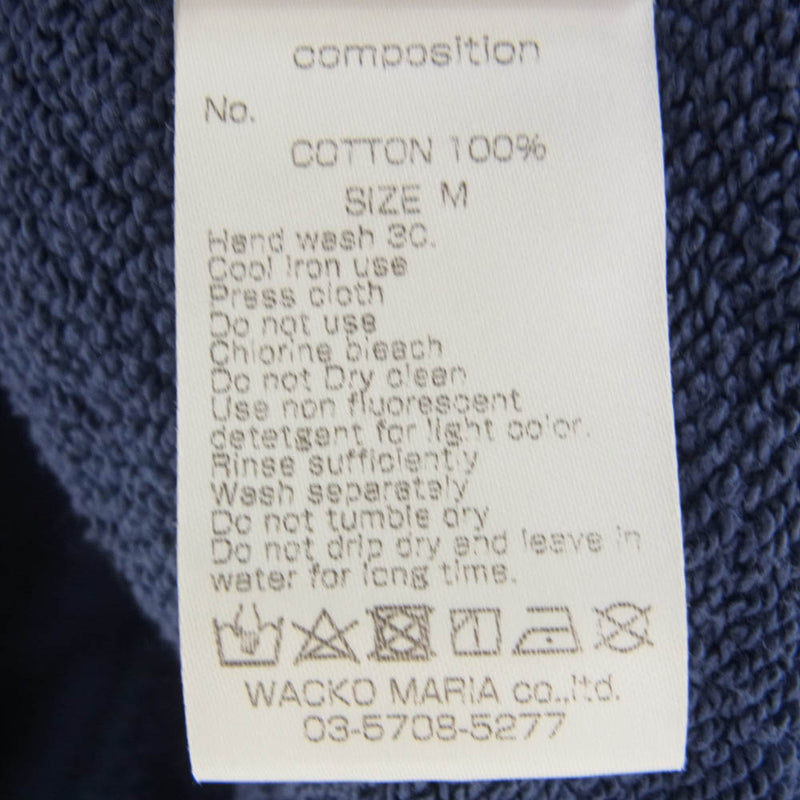 composition
No.
COTTON 100%
SIZE M
Hand wash 30.
Cool Iron use
Press cloth
Do not use
Chlorine bleach
Do not Dry clean
Use non fluorescent
detetgent for light color.
Rinse sufficiently
Wash separately
Do not tumble dry
Do not drip dry and leave in
water for long time.
WACKO MARIA co.,ltd.
03-5708-5277